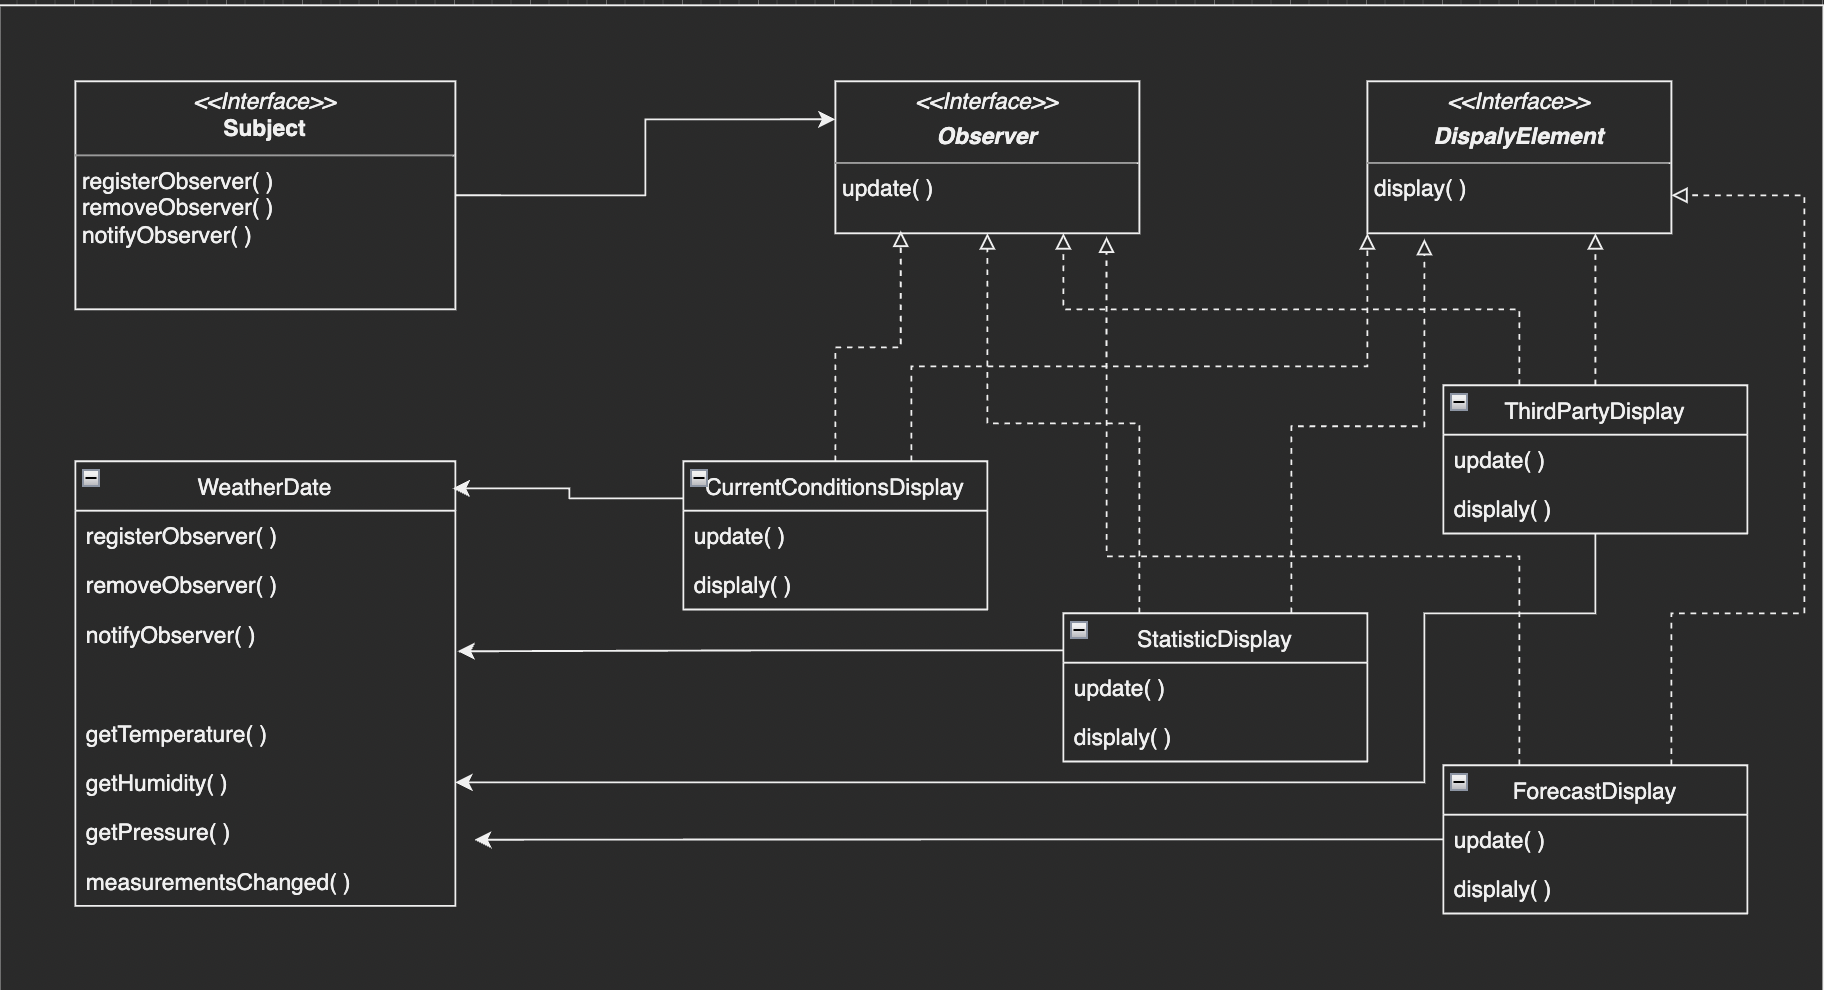 <<Interface>>
Subject
registerObserver( )
removeObserver( )
notifyObserver( )
<<Interface>>
Observer
update( )
<<Interface>>
DispalyElement
display( )
ThirdPartyDisplay
update( )
displaly( )
WeatherDate
registerObserver( )
removeObserver( )
notifyObserver( )
getTemperature( )
getHumidity( )
getPressure( )
measurementsChanged( )
CurrentConditionsDisplay
update( )
displaly( )
StatisticDisplay
update( )
displaly( )
ForecastDisplay
update( )
displaly( )